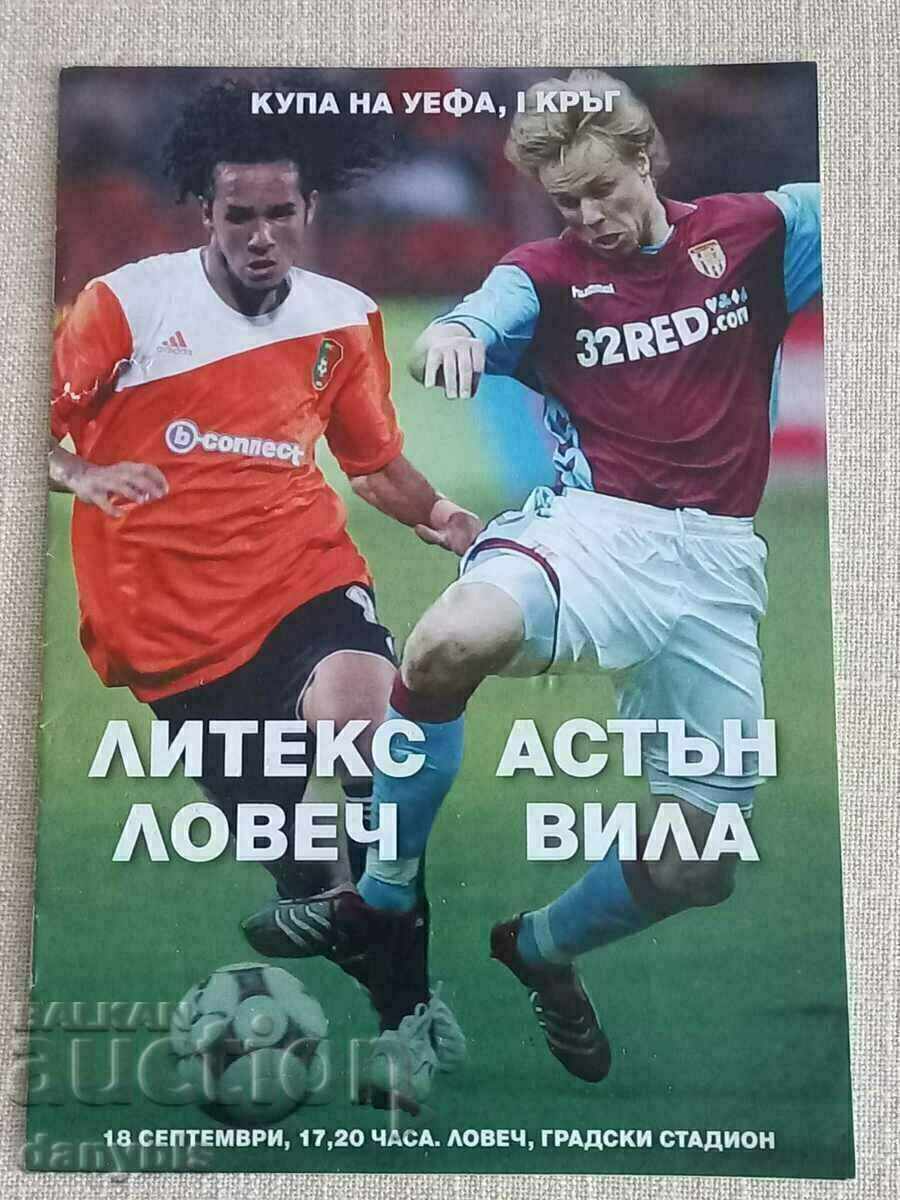 КУПА НА УЕФА, I КРЪГ
adidas
b-connect
hummel
32RED.com
ЛИТЕКС
ЛОВЕЧ
АСТЪН
ВИЛА
BALKAN
auction
18 СЕПТЕМВРИ, 17,20 ЧАСА. ЛОВЕЧ, ГРАДСКИ СТАДИОН
danybis